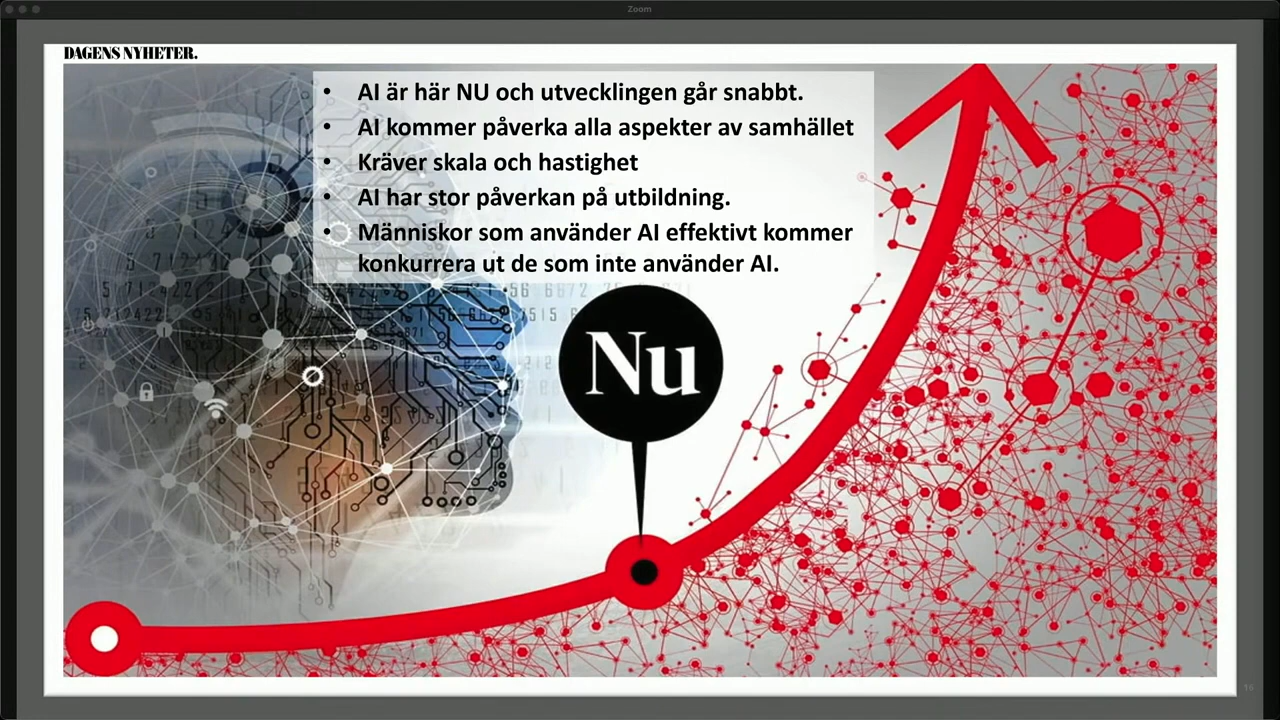 Zoom
DAGENS NYHETER.
• AI är här NU och utvecklingen går snabbt.
• AI kommer påverka alla aspekter av samhället
• Kräver skala och hastighet
• AI har stor påverkan på utbildning.
• Människor som använder AI effektivt kommer
konkurrera ut de som inte använder AI.
Nu